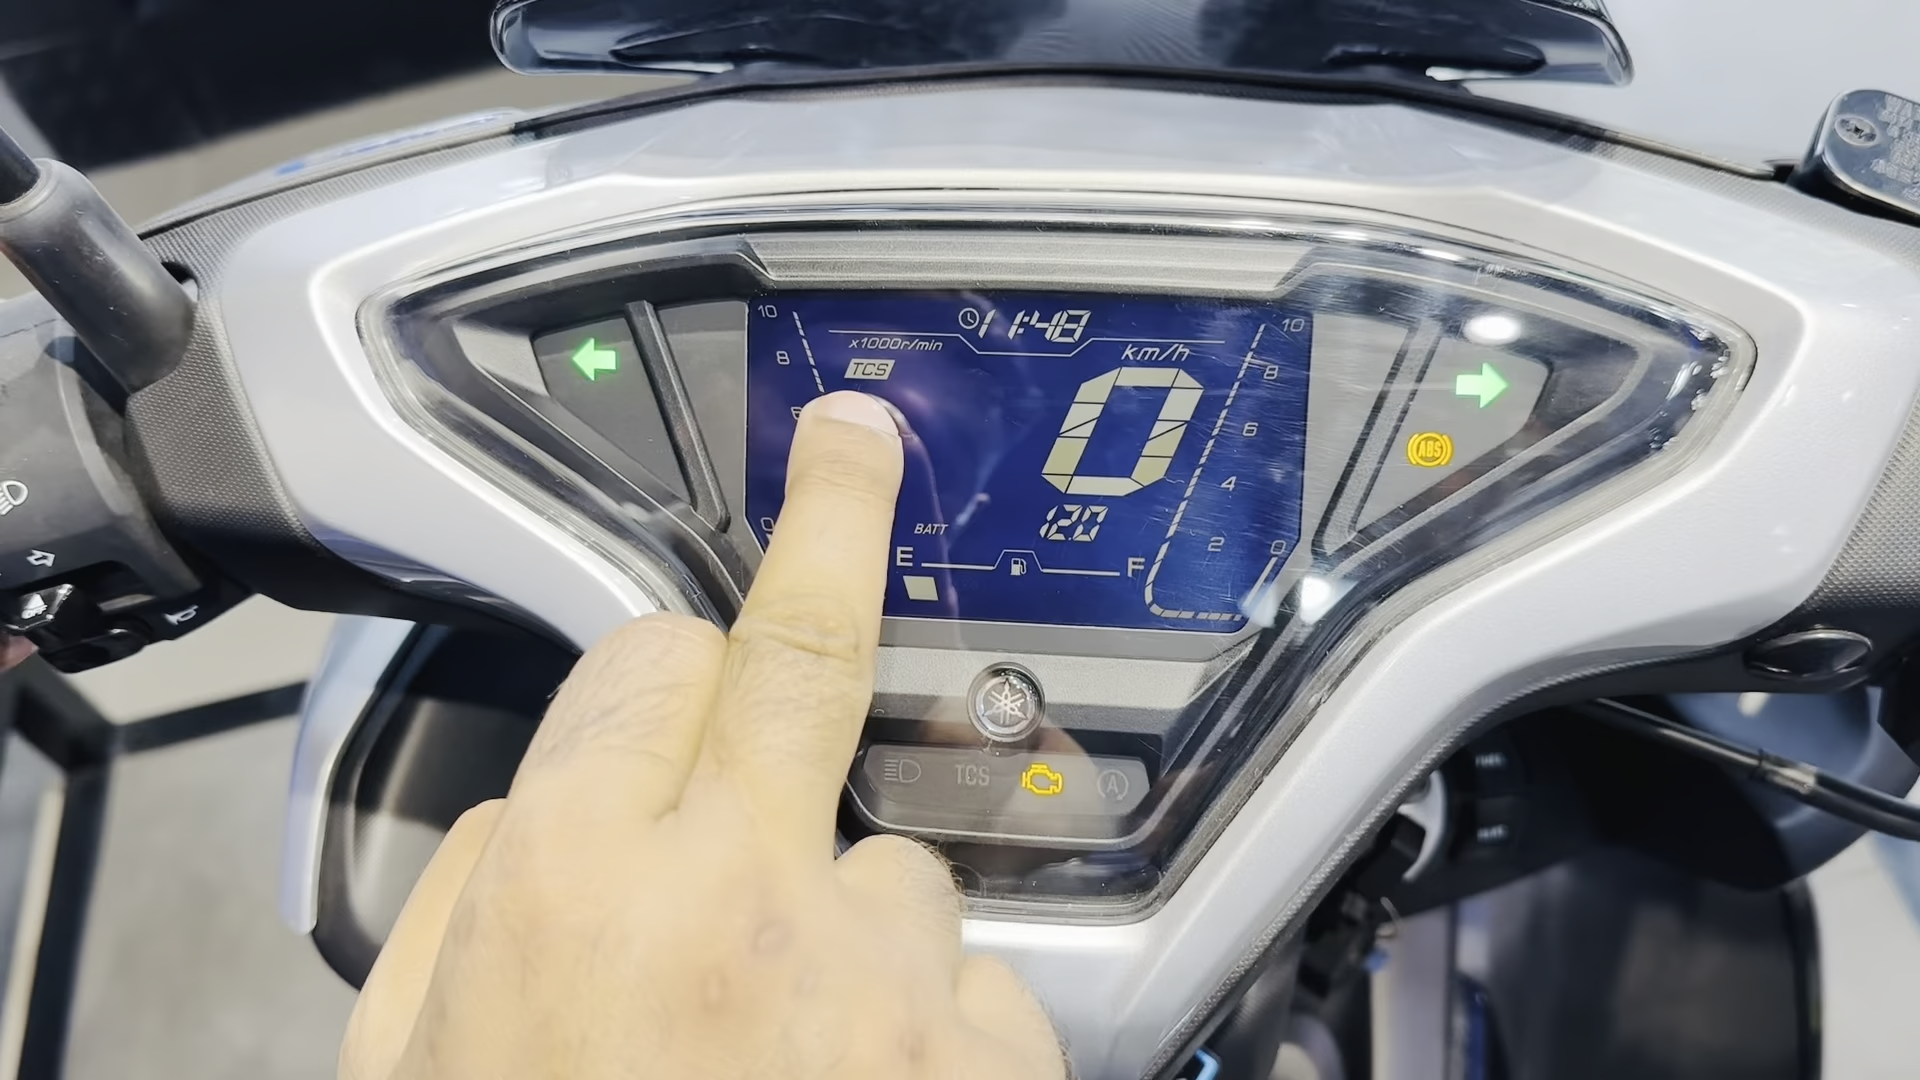 10
11:48
10
x1000r/min
km/h
8
TCS
8
0
6
ABS
4
BATT
12.0
2
0
E
F
TCS
A